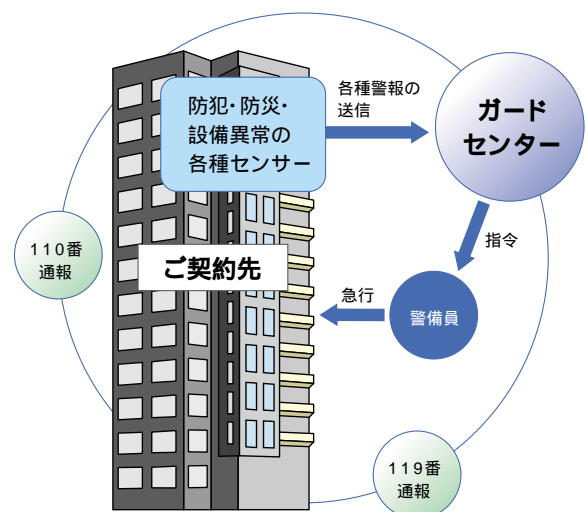 防犯・防災・
設備異常の
各種センサー
各種警報の
送信
ガード
センター
指令
警備員
急行
ご契約先
110番
通報
119番
通報